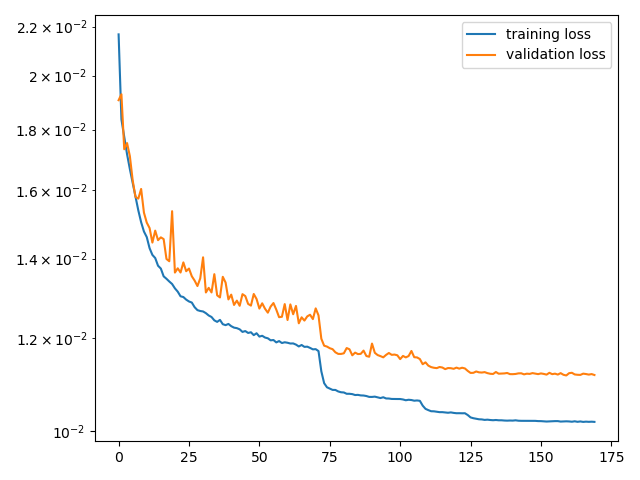 2.2 × 10⁻²
2 × 10⁻²
1.8 × 10⁻²
1.6 × 10⁻²
1.4 × 10⁻²
1.2 × 10⁻²
10⁻²
0 25 50 75 100 125 150 175
training loss
validation loss